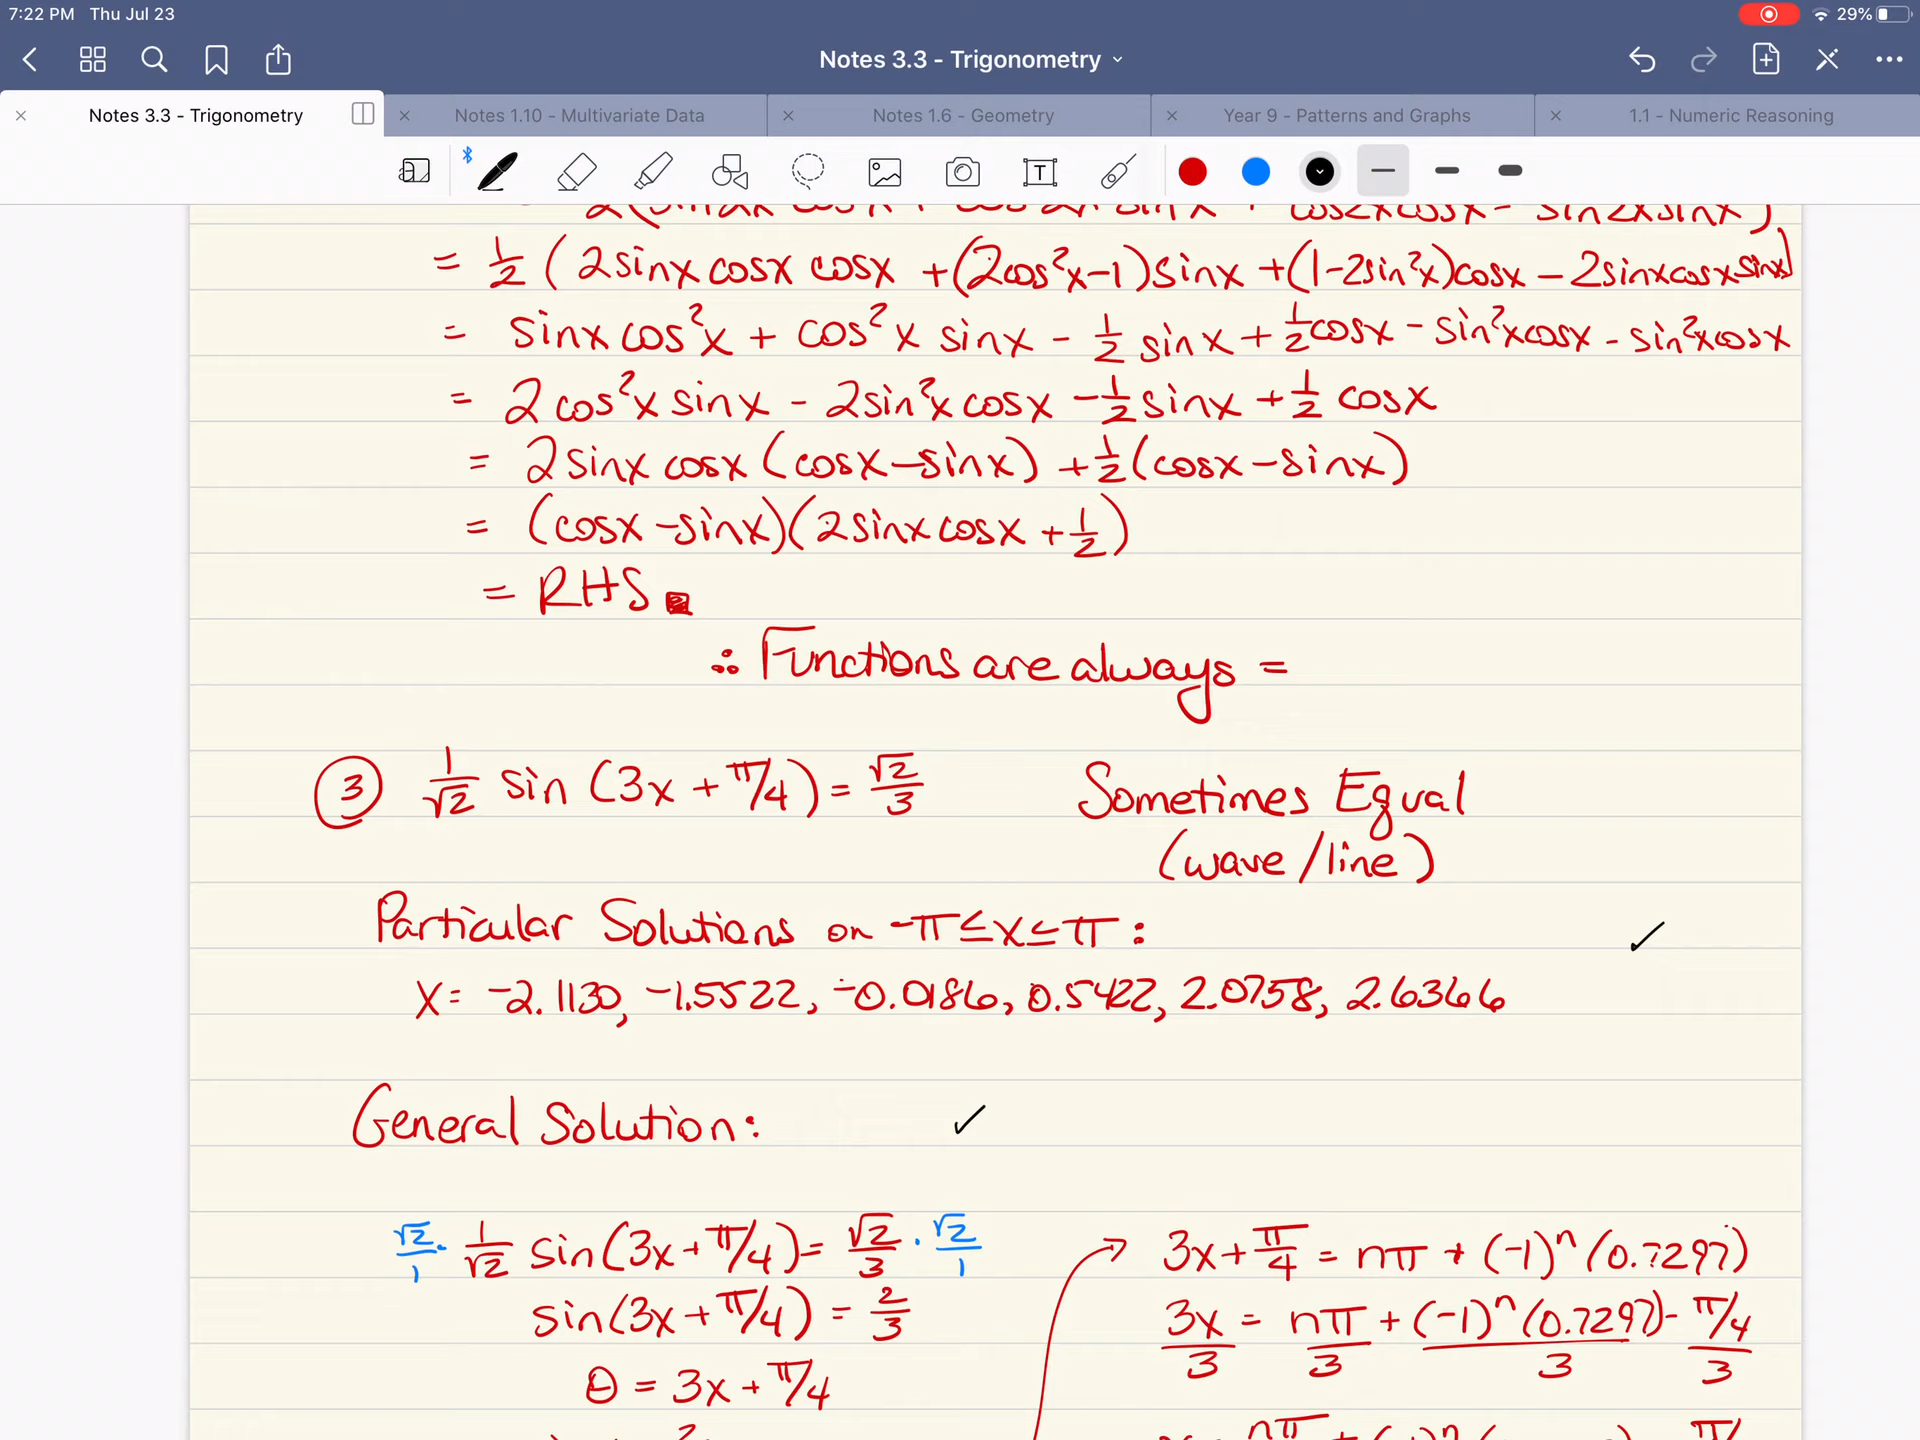 7:22 PM Thu Jul 23 29%
Notes 3.3 - Trigonometry
Notes 3.3 - Trigonometry Notes 1.10 - Multivariate Data Notes 1.6 - Geometry Year 9 - Patterns and Graphs 1.1 - Numeric Reasoning
= 1/2 (2sinx cosx cosx + (2cos²x-1)sinx + (1-2sin²x)cosx - 2sinxcosx sinx)
= sinx cos²x + cos²x sinx - 1/2 sinx + 1/2 cosx - sin²xcosx - sin²xcosx
= 2cos²x sinx - 2sin²x cosx - 1/2 sinx + 1/2 cosx
= 2sinx cosx (cosx-sinx) + 1/2 (cosx-sinx)
= (cosx-sinx)(2sinx cosx + 1/2)
= RHS
∴ Functions are always =
③ 1/√2 sin (3x + π/4) = √2/3 Sometimes Equal
(wave/line)
Particular Solutions on -π ≤ x ≤ π : ✓
x = -2.1130, -1.5522, -0.0186, 0.5422, 2.0758, 2.6366
General Solution: ✓
√2/1 · 1/√2 sin(3x+π/4) = √2/3 · √2/1
sin(3x+π/4) = 2/3
θ = 3x+π/4
3x + π/4 = nπ + (-1)ⁿ (0.7297)
3x/3 = nπ/3 + (-1)ⁿ(0.7297)/3 - π/4/3